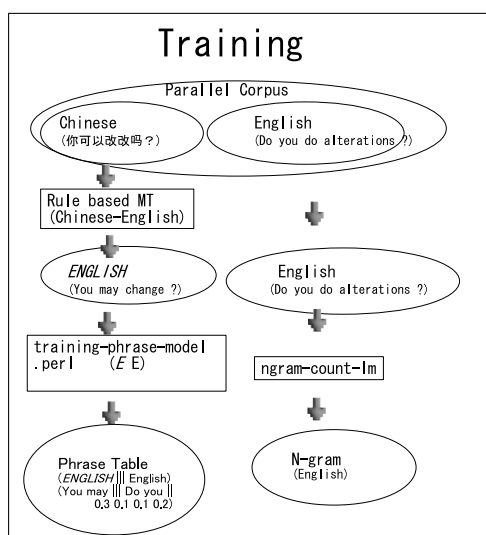 Training
Parallel Corpus
Chinese
(你可以改改吗？)
English
(Do you do alterations ?)
Rule based MT
(Chinese-English)
ENGLISH
(You may change ?)
English
(Do you do alterations ?)
training-phrase-model
.perl (E E)
ngram-count-lm
Phrase Table
(ENGLISH ||| English)
(You may ||| Do you ||
0.3 0.1 0.1 0.2)
N-gram
(English)